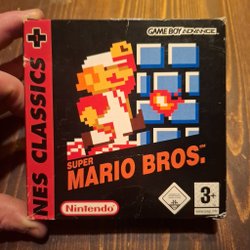 GAME BOY ADVANCE
NES CLASSICS
SUPER
MARIO BROS.
Nintendo
3+